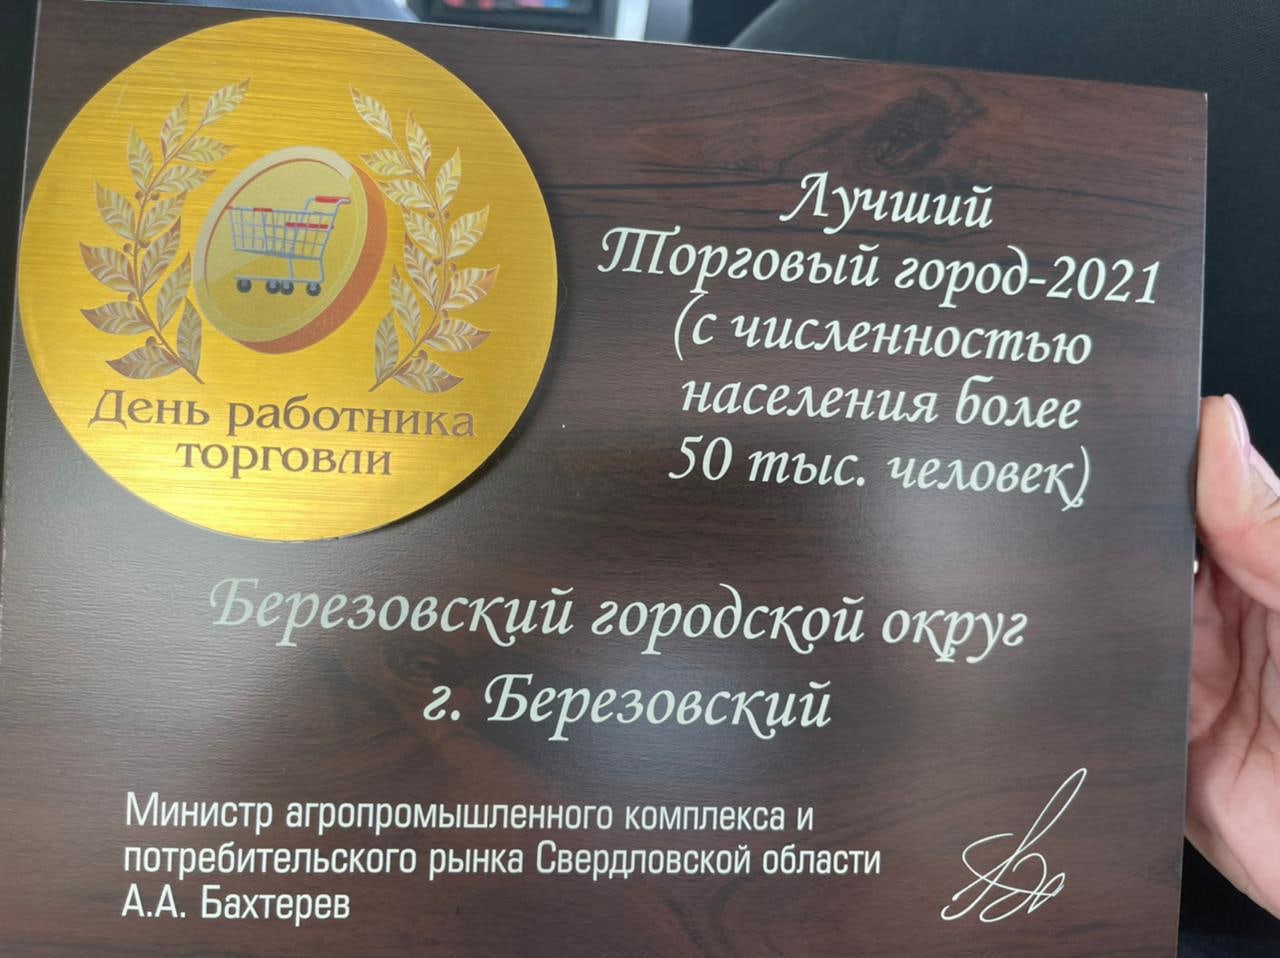 День работника
торговли
Лучший
Торговый город-2021
(с численностью
населения более
50 тыс. человек)
Березовский городской округ
г. Березовский
Министр агропромышленного комплекса и
потребительского рынка Свердловской области
А.А. Бахтерев